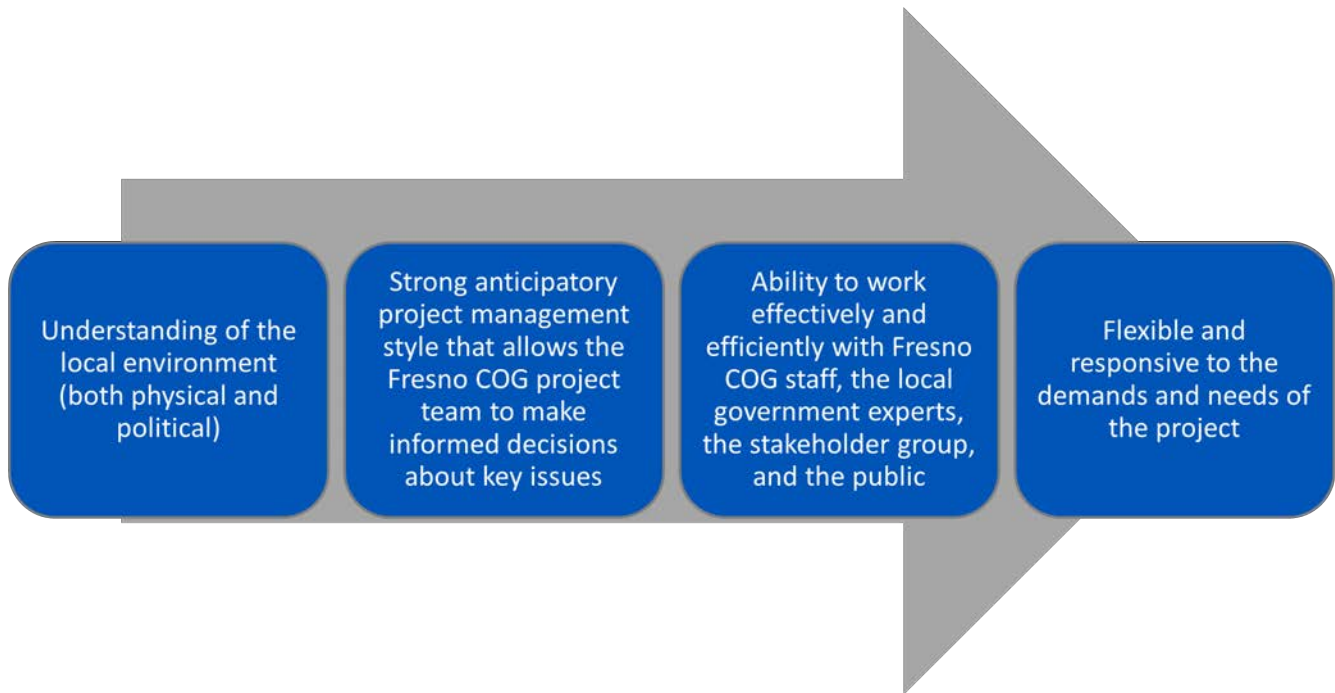 Understanding of the
local environment
(both physical and
political)
Strong anticipatory
project management
style that allows the
Fresno COG project
team to make
informed decisions
about key issues
Ability to work
effectively and
efficiently with Fresno
COG staff, the local
government experts,
the stakeholder group,
and the public
Flexible and
responsive to the
demands and needs of
the project